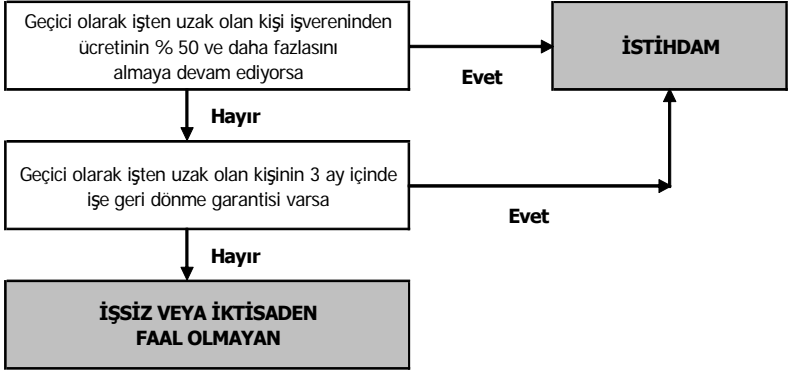 Geçici olarak işten uzak olan kişi işvereninden
ücretinin % 50 ve daha fazlasını
almaya devam ediyorsa
Evet
İSTİHDAM
Hayır
Geçici olarak işten uzak olan kişinin 3 ay içinde
işe geri dönme garantisi varsa
Evet
Hayır
İŞSİZ VEYA İKTİSADEN
FAAL OLMAYAN